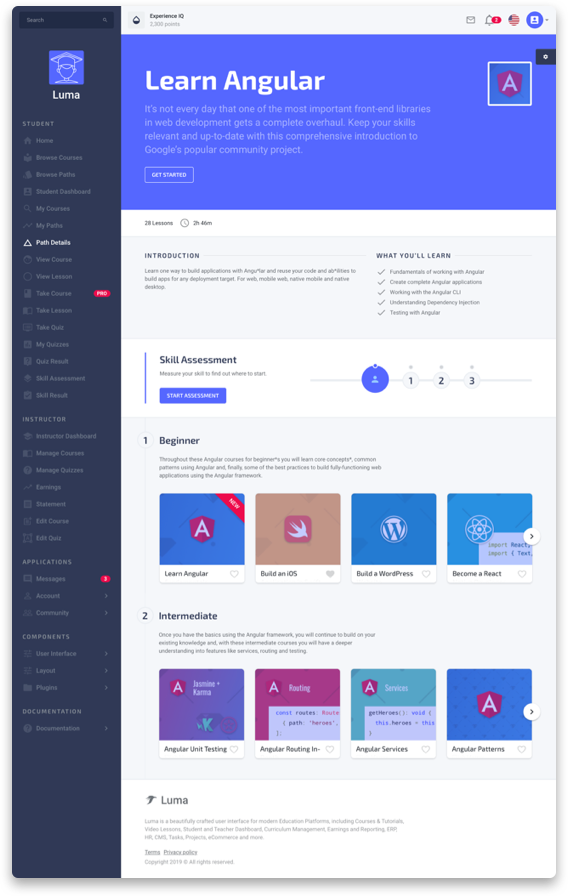 Search
Luma
STUDENT
Home
Browse Courses
Browse Paths
Student Dashboard
My Courses
My Paths
Path Details
View Course
View Lesson
Take Course PRO
Take Lesson
Take Quiz
My Quizzes
Quiz Result
Skill Assessment
Skill Result
INSTRUCTOR
Instructor Dashboard
Manage Courses
Manage Quizzes
Earnings
Statement
Edit Course
Edit Quiz
APPLICATIONS
Messages 3
Account
Community
COMPONENTS
User Interface
Layout
Plugins
DOCUMENTATION
Documentation
Experience IQ
2,300 points
2
Learn Angular
It's not every day that one of the most important front-end libraries
in web development gets a complete overhaul. Keep your skills
relevant and up-to-date with this comprehensive introduction to
Google's popular community project.
GET STARTED
28 Lessons 2h 46m
INTRODUCTION
Learn one way to build applications with Angu*lar and reuse your code and ab*ilities to
build apps for any deployment target. For web, mobile web, native mobile and native
desktop.
WHAT YOU'LL LEARN
Fundamentals of working with Angular
Create complete Angular applications
Working with the Angular CLI
Understanding Dependency Injection
Testing with Angular
Skill Assessment
Measure your skill to find out where to start.
START ASSESSMENT
1 2 3
1 Beginner
Throughout these Angular courses for beginner*s you will learn core concepts*, common
patterns using Angular and, finally, some of the best practices to build fully-functioning web
applications using the Angular framework.
NEW
A
import React,
import { Text,
Learn Angular
Build an iOS
Build a WordPress
Become a React
2 Intermediate
Once you have the basics using the Angular framework, you will continue to build on your
existing knowledge and, with these intermediate courses you will have a deeper
understanding into features like services, routing and testing.
Jasmine +
Karma
Routing
const routes: Route
{ path: 'heroes',
];
Services
getHeroes(): void {
this.heroes = this
}
Angular Unit Testing
Angular Routing In-
Angular Services
Angular Patterns
Luma
Luma is a beautifully crafted user interface for modern Education Platforms, including Courses & Tutorials,
Video Lessons, Student and Teacher Dashboard, Curriculum Management, Earnings and Reporting, ERP,
HR, CMS, Tasks, Projects, eCommerce and more.
Terms Privacy policy
Copyright 2019 © All rights reserved.